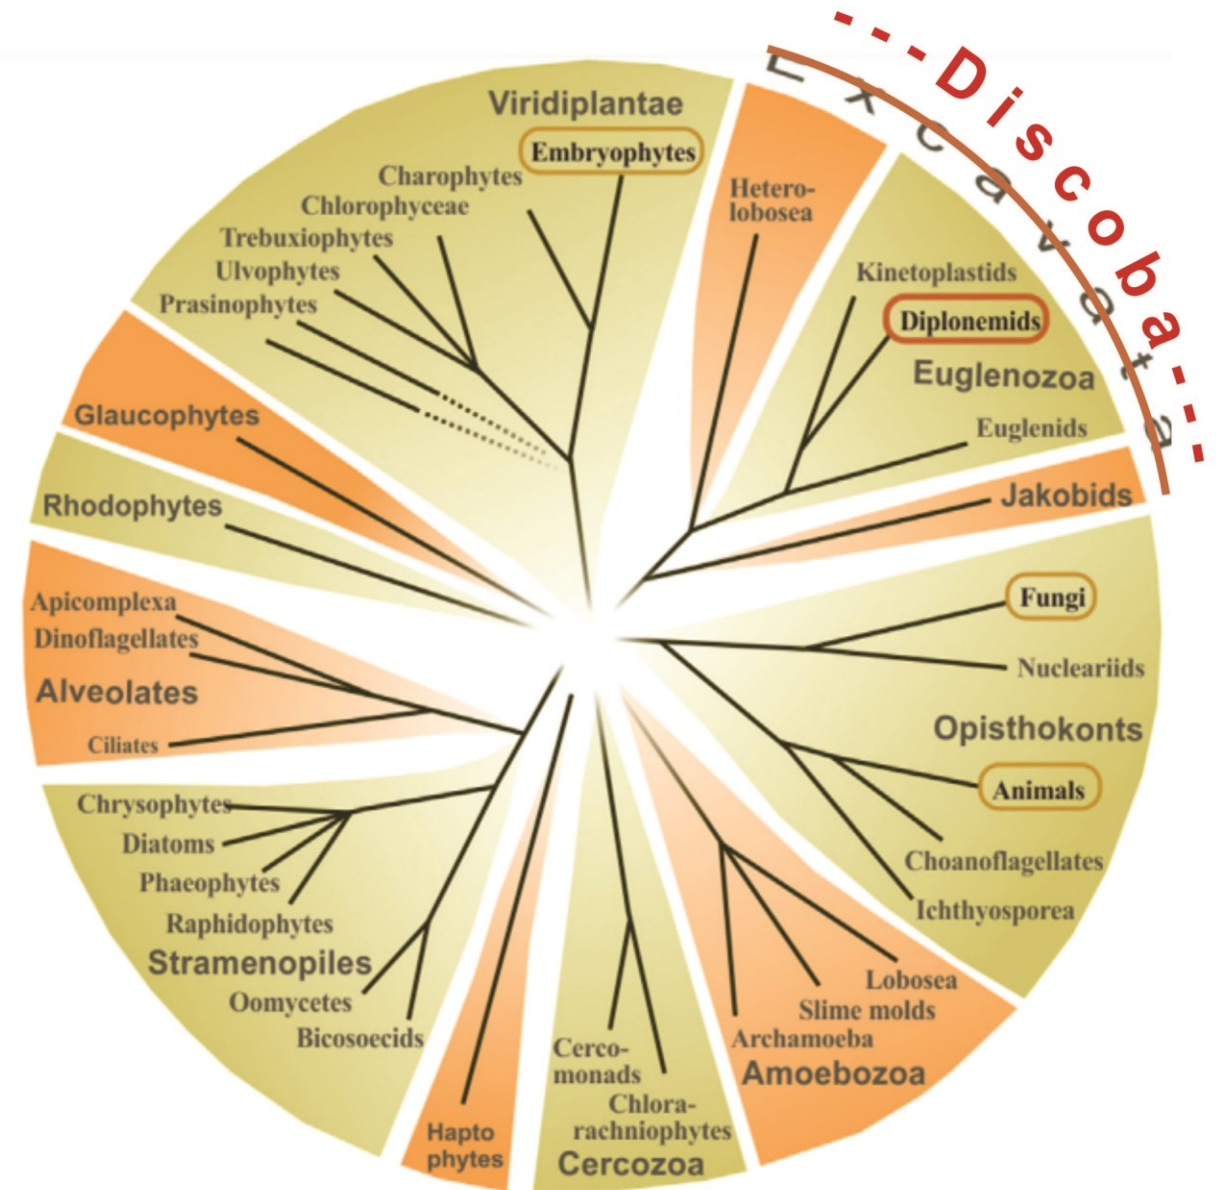 ---Discoba---
Excavata
Viridiplantae
Embryophytes
Charophytes
Chlorophyceae
Trebuxiophytes
Ulvophytes
Prasinophytes
Hetero-
lobosea
Kinetoplastids
Diplonemids
Euglenozoa
Euglenids
Jakobids
Glaucophytes
Rhodophytes
Fungi
Nucleariids
Opisthokonts
Animals
Choanoflagellates
Ichthyosporea
Apicomplexa
Dinoflagellates
Alveolates
Ciliates
Chrysophytes
Diatoms
Phaeophytes
Raphidophytes
Stramenopiles
Oomycetes
Bicosoecids
Hapto
phytes
Cerco-
monads
Chlora-
rachniophytes
Cercozoa
Lobosea
Slime molds
Archamoeba
Amoebozoa